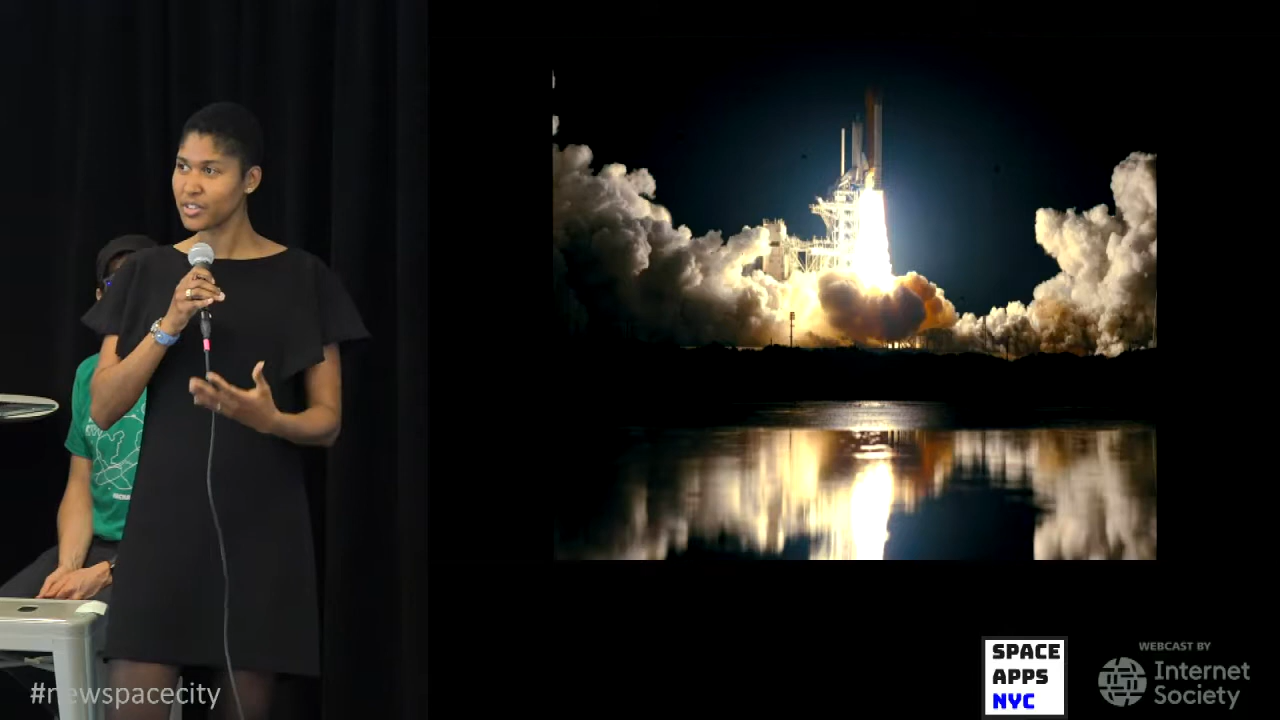 #newspacecity
SPACE
APPS
NYC
WEBCAST BY
Internet
Society